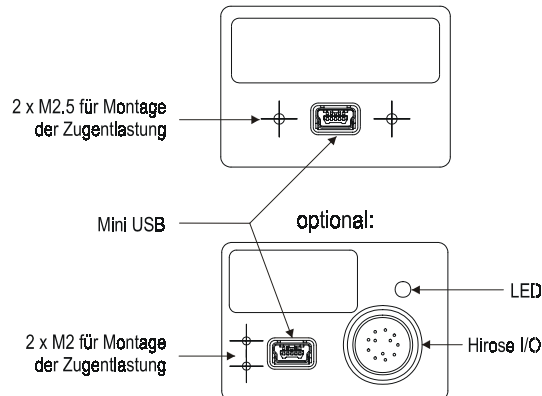 2 x M2.5 für Montage
der Zugentlastung
Mini USB
optional:
LED
2 x M2 für Montage
der Zugentlastung
Hirose I/O